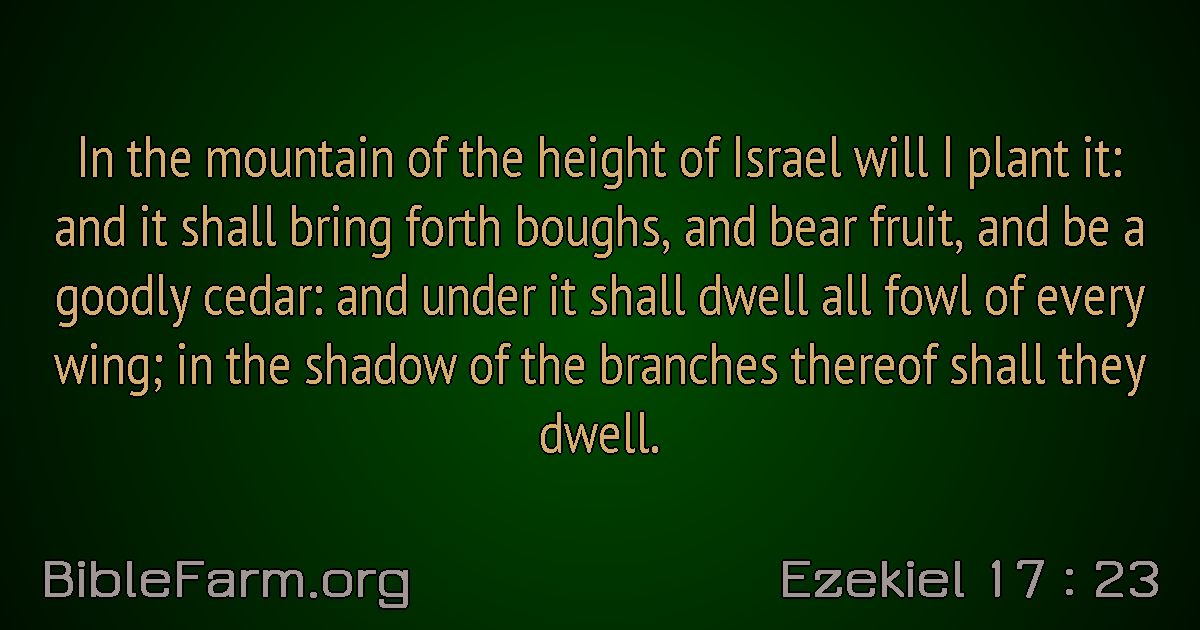 In the mountain of the height of Israel will I plant it:
and it shall bring forth boughs, and bear fruit, and be a
goodly cedar: and under it shall dwell all fowl of every
wing; in the shadow of the branches thereof shall they
dwell.
BibleFarm.org
Ezekiel 17 : 23